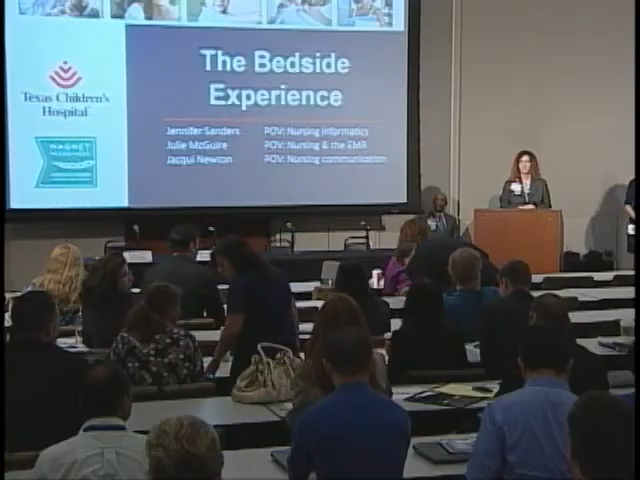 The Bedside
Experience
Texas Children's
Hospital
MAGNET
Jennifer Sanders POV: Nursing Informatics
Julie McGuire POV: Nursing & the EMR
Jacqui Newton POV: Nursing communication